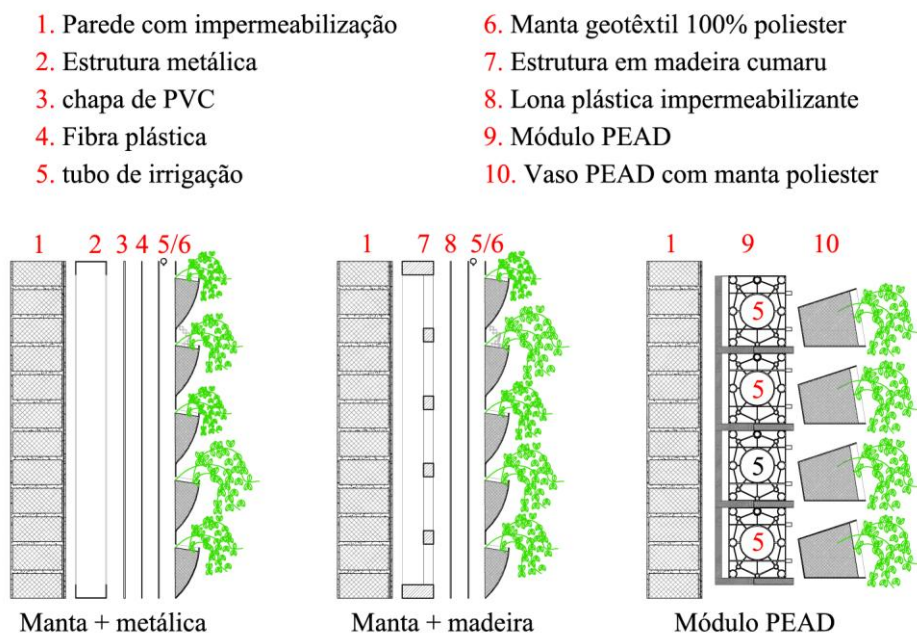 1. Parede com impermeabilização
2. Estrutura metálica
3. chapa de PVC
4. Fibra plástica
5. tubo de irrigação
6. Manta geotêxtil 100% poliester
7. Estrutura em madeira cumaru
8. Lona plástica impermeabilizante
9. Módulo PEAD
10. Vaso PEAD com manta poliester
1 2 3 4 5/6
Manta + metálica
1 7 8 5/6
Manta + madeira
1 9 10
5
5
5
5
Módulo PEAD